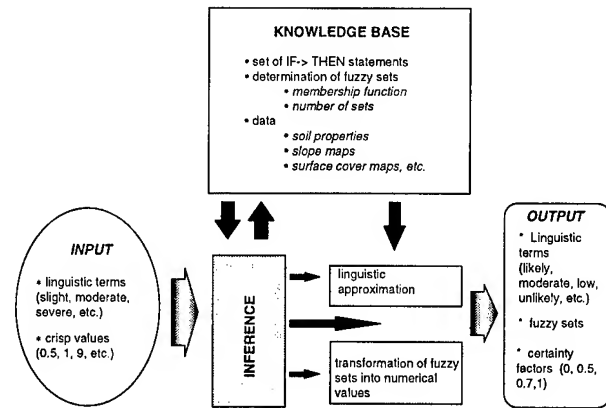 KNOWLEDGE BASE
• set of IF-> THEN statements
• determination of fuzzy sets
• membership function
• number of sets
• data
• soil properties
• slope maps
• surface cover maps, etc.
INPUT
* linguistic terms
(slight, moderate,
severe, etc.)
* crisp values
(0.5, 1, 9, etc.)
INFERENCE
linguistic
approximation
transformation of fuzzy
sets into numerical
values
OUTPUT
* Linguistic
terms
(likely,
moderate, low,
unlikely, etc.)
* fuzzy sets
* certainty
factors (0, 0.5,
0.7,1)